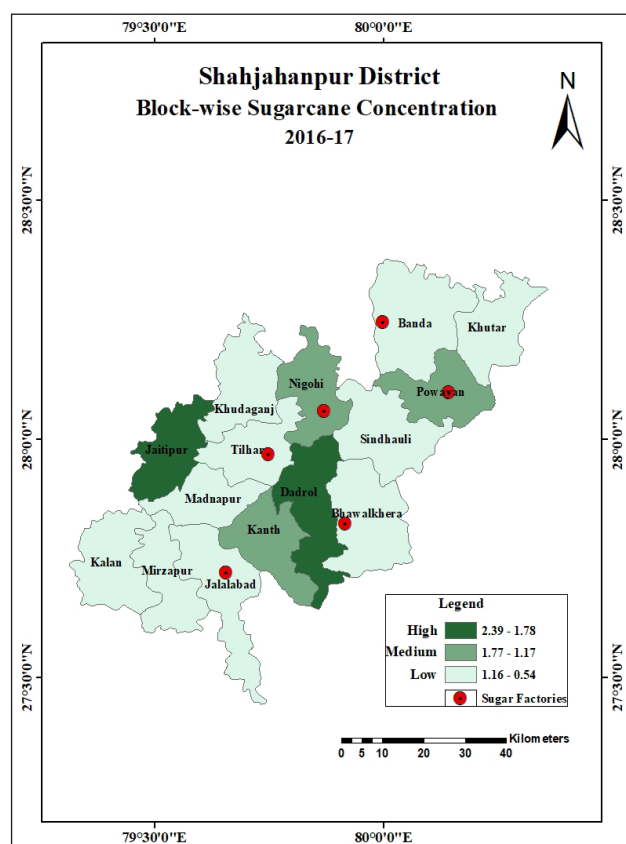 79°30'0"E 80°0'0"E
Shahjahanpur District
Block-wise Sugarcane Concentration
2016-17
N
28°30'0"N 28°30'0"N
Banda
Khutar
Nigohi
Powayan
Khudaganj
28°0'0"N 28°0'0"N
Sindhauli
Jaitipur
Tilhar
Madnapur
Dadrol
Bhawalkhera
Kanth
Kalan
Mirzapur
Jalalabad
Legend
High 2.39 - 1.78
Medium 1.77 - 1.17
Low 1.16 - 0.54
Sugar Factories
27°30'0"N 27°30'0"N
Kilometers
0 5 10 20 30 40
79°30'0"E 80°0'0"E